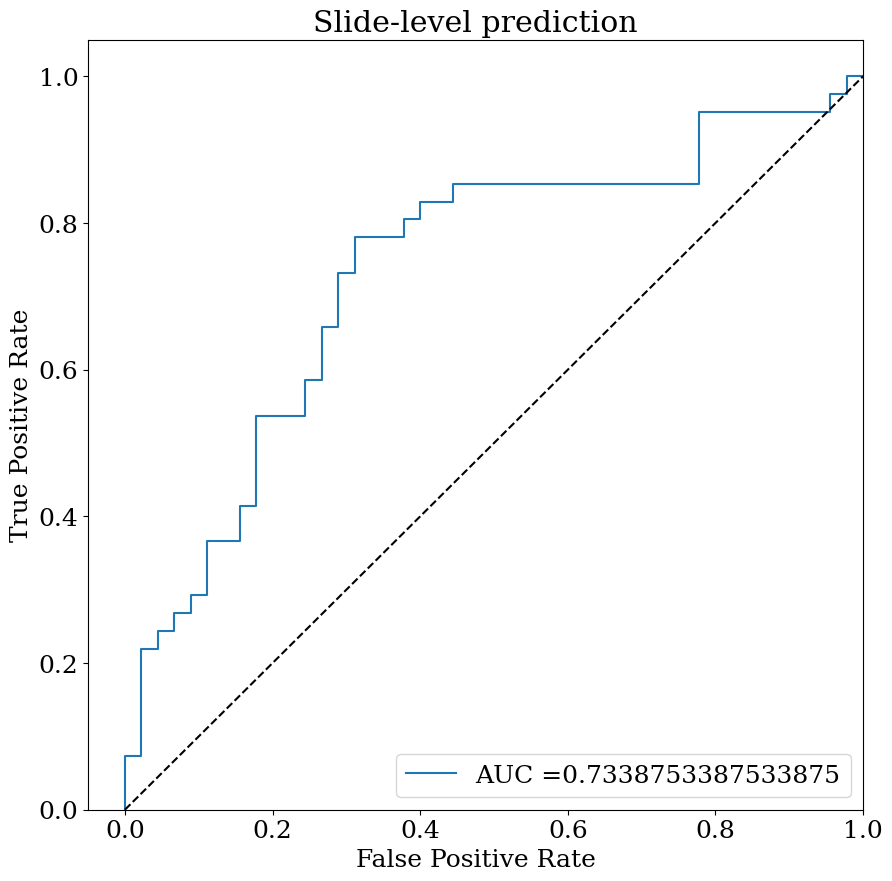 Slide-level prediction
True Positive Rate
1.0
0.8
0.6
0.4
0.2
0.0
AUC =0.7338753387533875
0.0 0.2 0.4 0.6 0.8 1.0
False Positive Rate